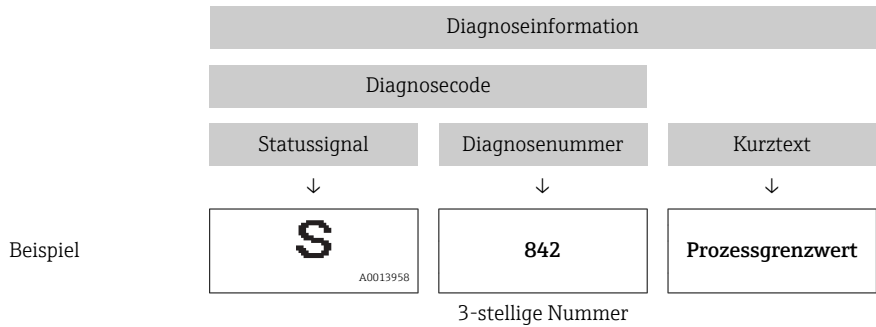 Diagnoseinformation
Diagnosecode
Statussignal Diagnosenummer Kurztext
↓ ↓ ↓
Beispiel S 842 Prozessgrenzwert
A0013958
3-stellige Nummer